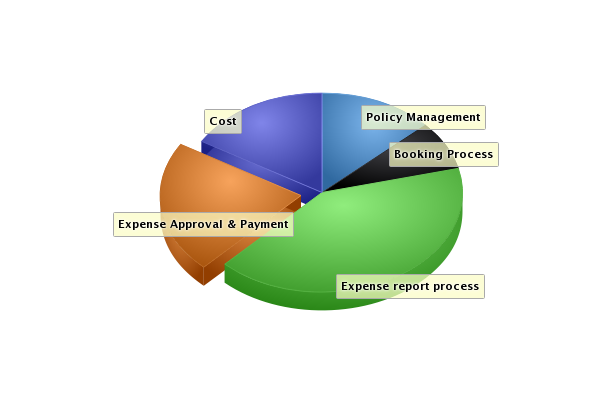 Cost
Policy Management
Booking Process
Expense Approval & Payment
Expense report process